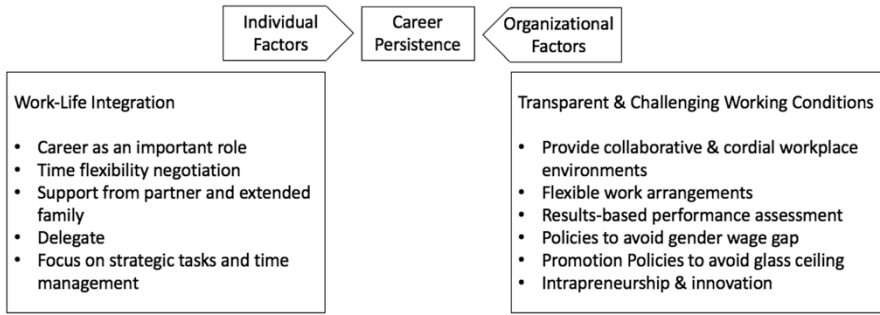 Individual
Factors
Career
Persistence
Organizational
Factors
Work-Life Integration
• Career as an important role
• Time flexibility negotiation
• Support from partner and extended
family
• Delegate
• Focus on strategic tasks and time
management
Transparent & Challenging Working Conditions
• Provide collaborative & cordial workplace
environments
• Flexible work arrangements
• Results-based performance assessment
• Policies to avoid gender wage gap
• Promotion Policies to avoid glass ceiling
• Intrapreneurship & innovation